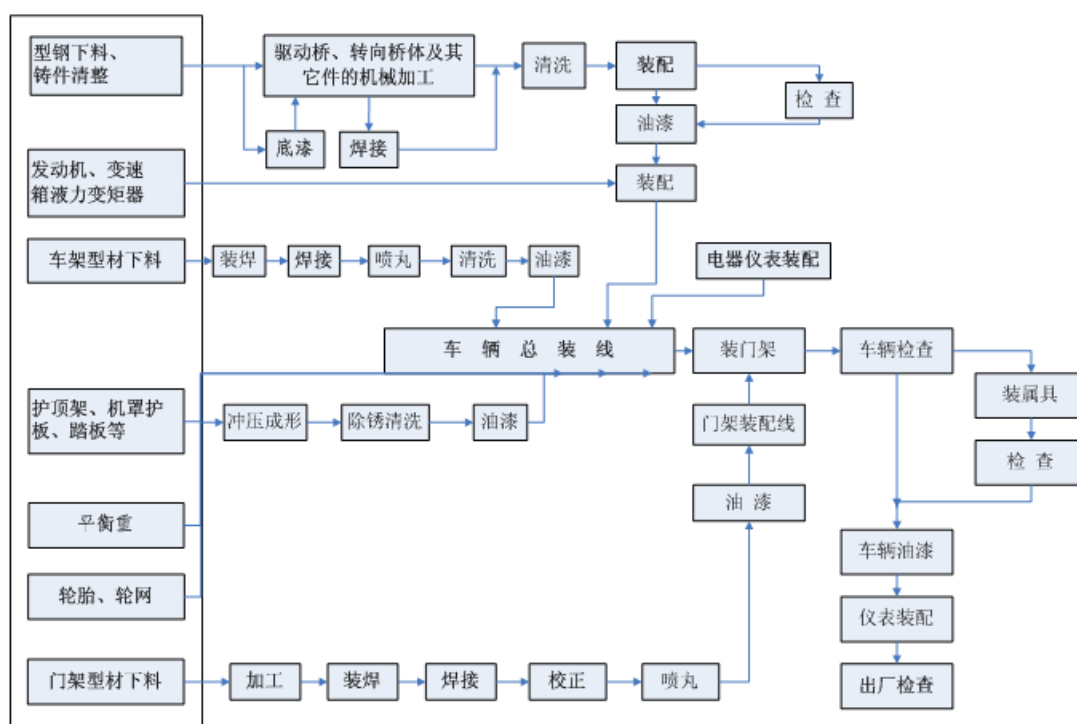 型钢下料、
铸件清整
驱动桥、转向桥体及其
它件的机械加工
清洗
装配
检 查
底漆
焊接
油漆
发动机、变速
箱液力变矩器
装配
车架型材下料
装焊
焊接
喷丸
清洗
油漆
电器仪表装配
车 辆 总 装 线
装门架
车辆检查
护顶架、机罩护
板、踏板等
冲压成形
除锈清洗
油漆
门架装配线
装属具
检 查
平衡重
油 漆
车辆油漆
轮胎、轮网
仪表装配
门架型材下料
加工
装焊
焊接
校正
喷丸
出厂检查